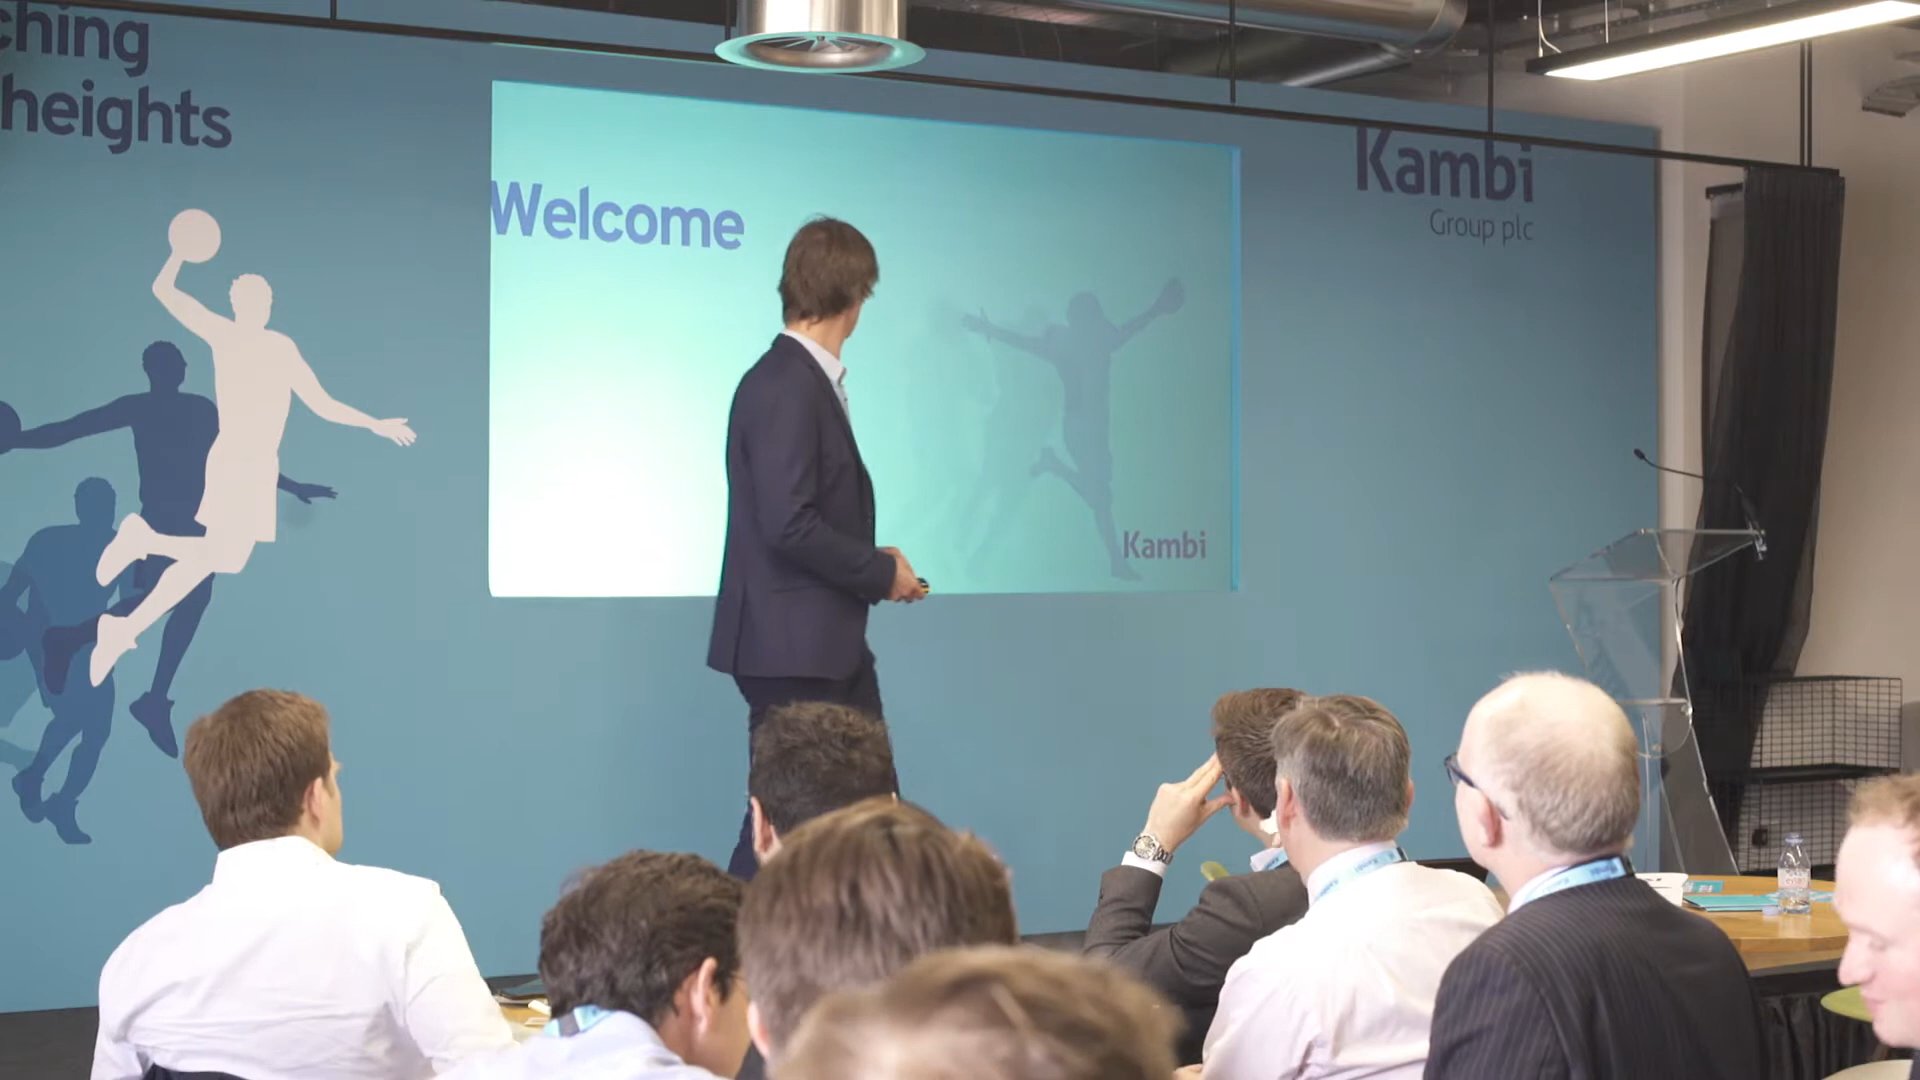 ching
heights
Welcome
Kambi
Group plc
Kambi